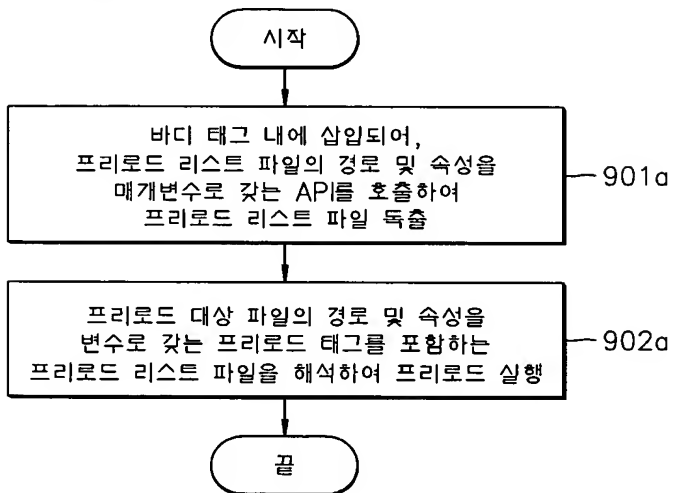 시작
바디 태그 내에 삽입되어,
프리로드 리스트 파일의 경로 및 속성을
매개변수로 갖는 API를 호출하여
프리로드 리스트 파일 독출
901a
프리로드 대상 파일의 경로 및 속성을
변수로 갖는 프리로드 태그를 포함하는
프리로드 리스트 파일을 해석하여 프리로드 실행
902a
끝